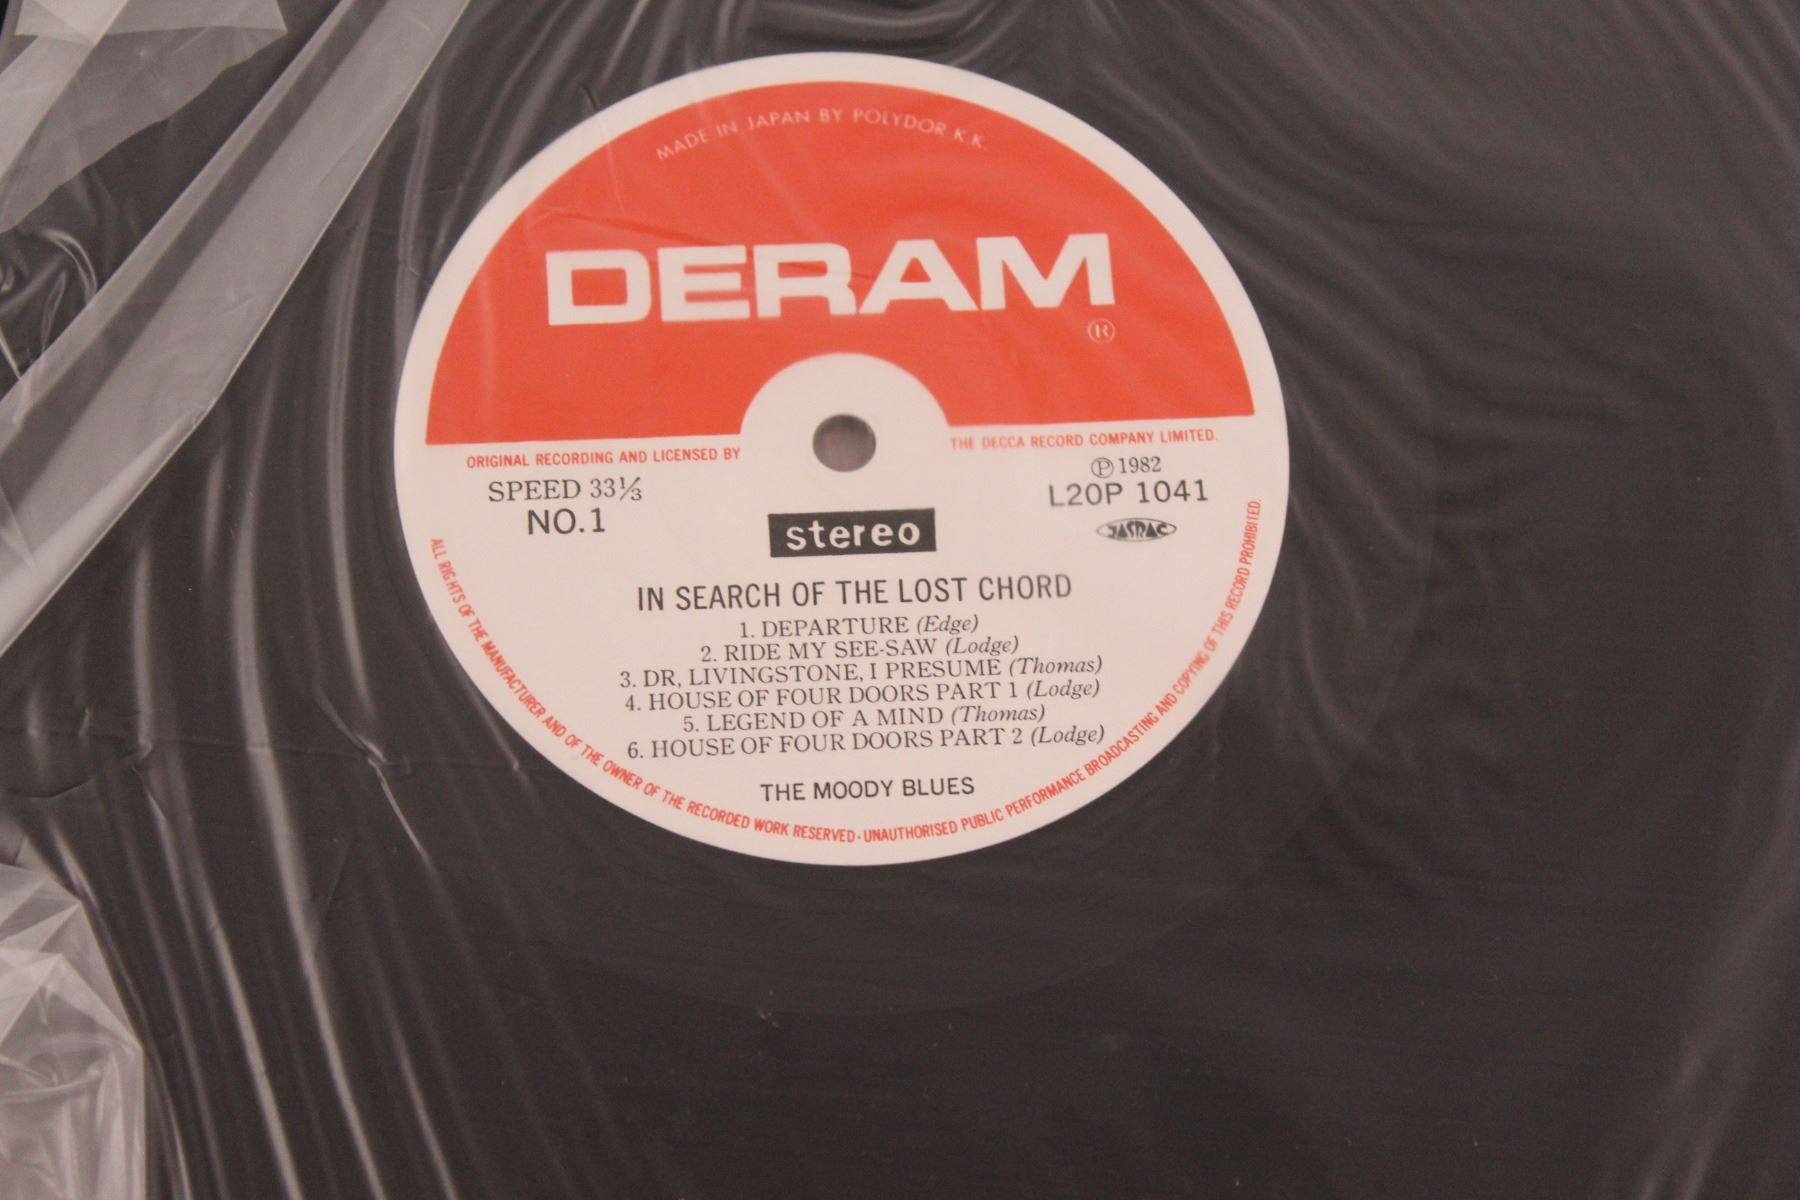 MADE IN JAPAN BY POLYDOR K.K.
DERAM
®
ORIGINAL RECORDING AND LICENSED BY THE DECCA RECORD COMPANY LIMITED.
SPEED 33⅓
NO.1
℗ 1982
L20P 1041
JASRAC
stereo
IN SEARCH OF THE LOST CHORD
1. DEPARTURE (Edge)
2. RIDE MY SEE-SAW (Lodge)
3. DR, LIVINGSTONE, I PRESUME (Thomas)
4. HOUSE OF FOUR DOORS PART 1 (Lodge)
5. LEGEND OF A MIND (Thomas)
6. HOUSE OF FOUR DOORS PART 2 (Lodge)
THE MOODY BLUES
ALL RIGHTS OF THE MANUFACTURER AND OF THE OWNER OF THE RECORDED WORK RESERVED · UNAUTHORISED PUBLIC PERFORMANCE BROADCASTING AND COPYING OF THIS RECORD PROHIBITED.